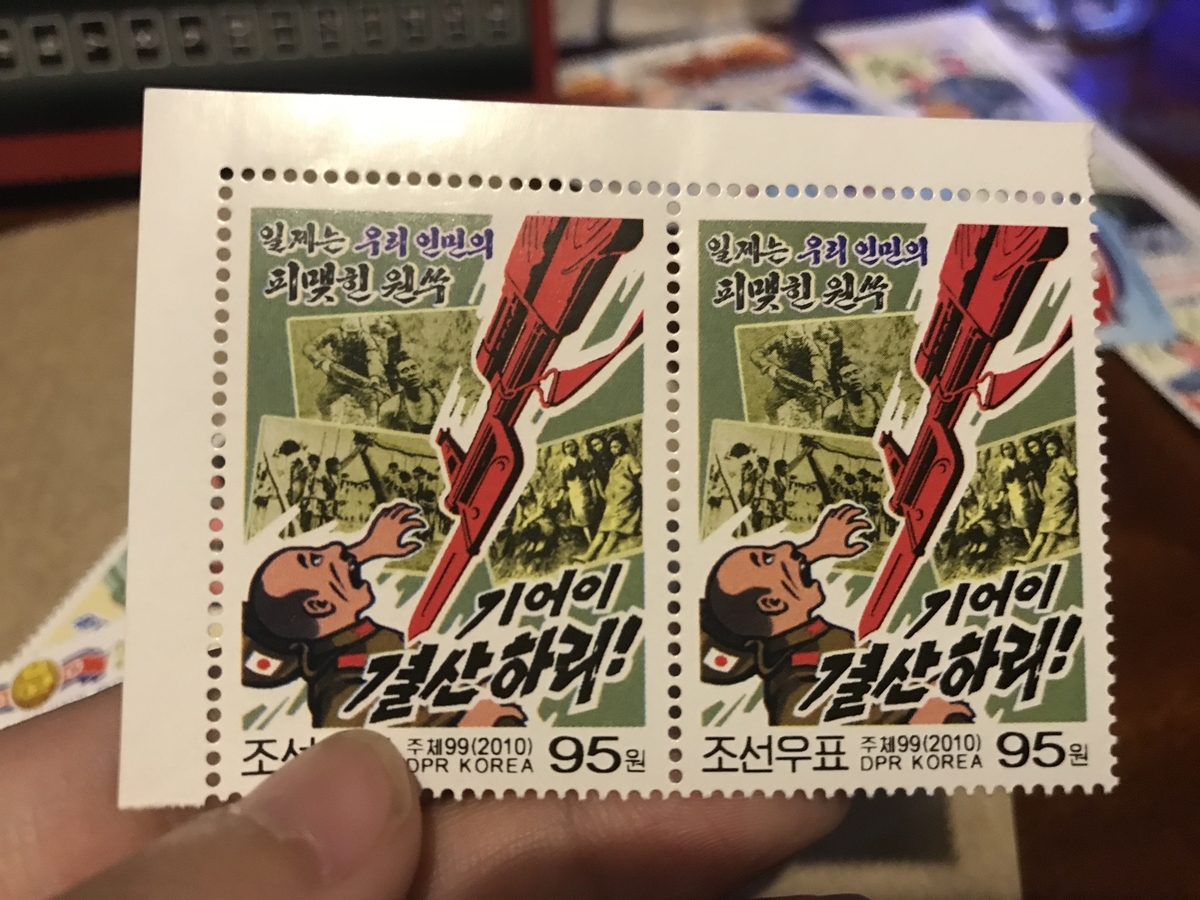 일제는 우리 인민의
피맺힌 원쑤
기어이
결산하리!
조선
주체99(2010)
DPR KOREA
95원
일제는 우리 인민의
피맺힌 원쑤
기어이
결산하리!
조선우표
주체99(2010)
DPR KOREA
95원